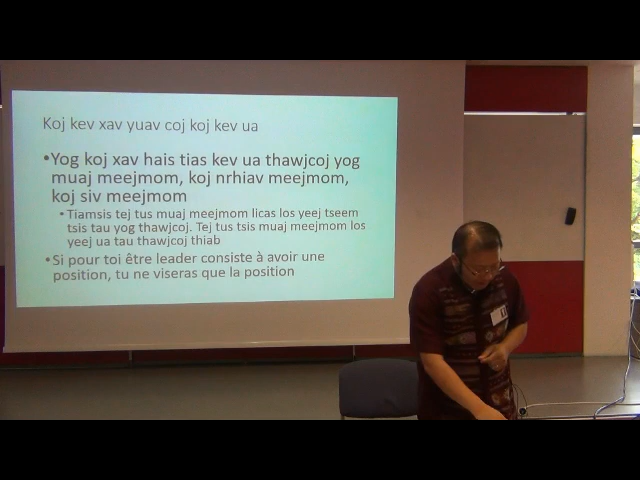 Koj kev xav yuav coj koj kev ua
•Yog koj xav hais tias kev ua thawjcoj yog
muaj meejmom, koj nrhiav meejmom,
koj siv meejmom
• Tiamsis tej tus muaj meejmom licas los yeej tseem
tsis tau yog thawjcoj. Tej tus tsis muaj meejmom los
yeej ua tau thawjcoj thiab
•Si pour toi être leader consiste à avoir une
position, tu ne viseras que la position